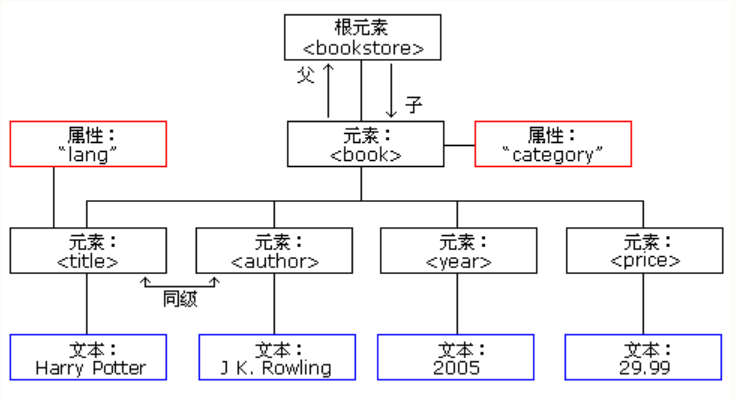 根元素
<bookstore>
父
子
属性：
“lang”
元素：
<book>
属性：
“category”
元素：
<title>
元素：
<author>
元素：
<year>
元素：
<price>
同级
文本：
Harry Potter
文本：
J K. Rowling
文本：
2005
文本：
29.99